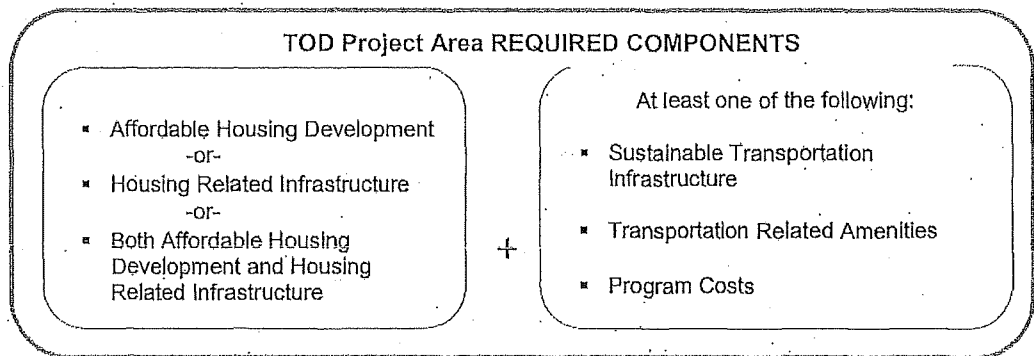 TOD Project Area REQUIRED COMPONENTS
▪ Affordable Housing Development
-or-
▪ Housing Related Infrastructure
-or-
▪ Both Affordable Housing
Development and Housing
Related Infrastructure
+
At least one of the following:
▪ Sustainable Transportation
Infrastructure
▪ Transportation Related Amenities
▪ Program Costs